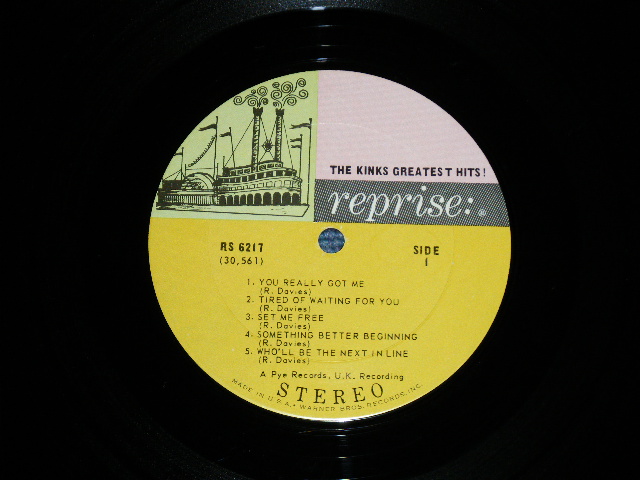 THE KINKS GREATEST HITS!
reprise: ®
RS 6217
(30,561)
SIDE
1
1. YOU REALLY GOT ME
(R. Davies)
2. TIRED OF WAITING FOR YOU
(R. Davies)
3. SET ME FREE
(R. Davies)
4. SOMETHING BETTER BEGINNING
(R. Davies)
5. WHO'LL BE THE NEXT IN LINE
(R. Davies)
A Pye Records, U.K. Recording
STEREO
MADE IN U.S.A. • WARNER BROS. RECORDS, INC.